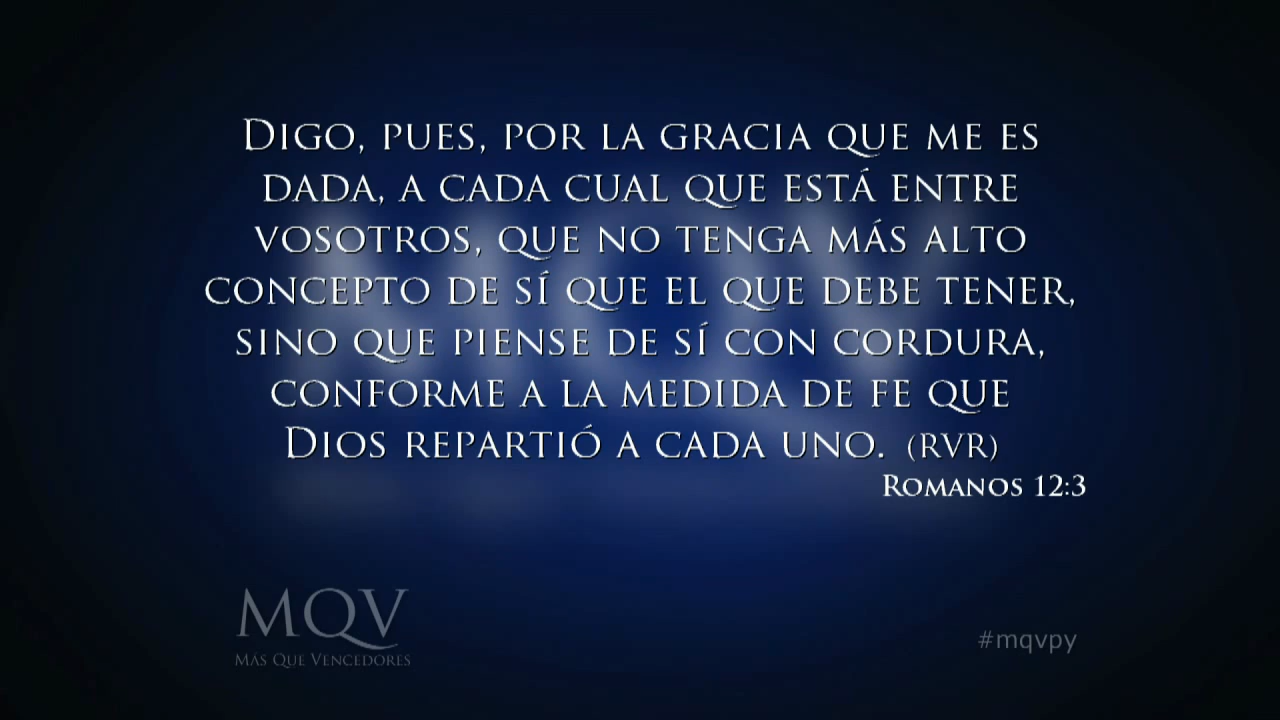 Digo, pues, por la gracia que me es
dada, a cada cual que está entre
vosotros, que no tenga más alto
concepto de sí que el que debe tener,
sino que piense de sí con cordura,
conforme a la medida de fe que
Dios repartió a cada uno. (RVR)
Romanos 12:3
MQV
Más Que Vencedores
#mqvpy